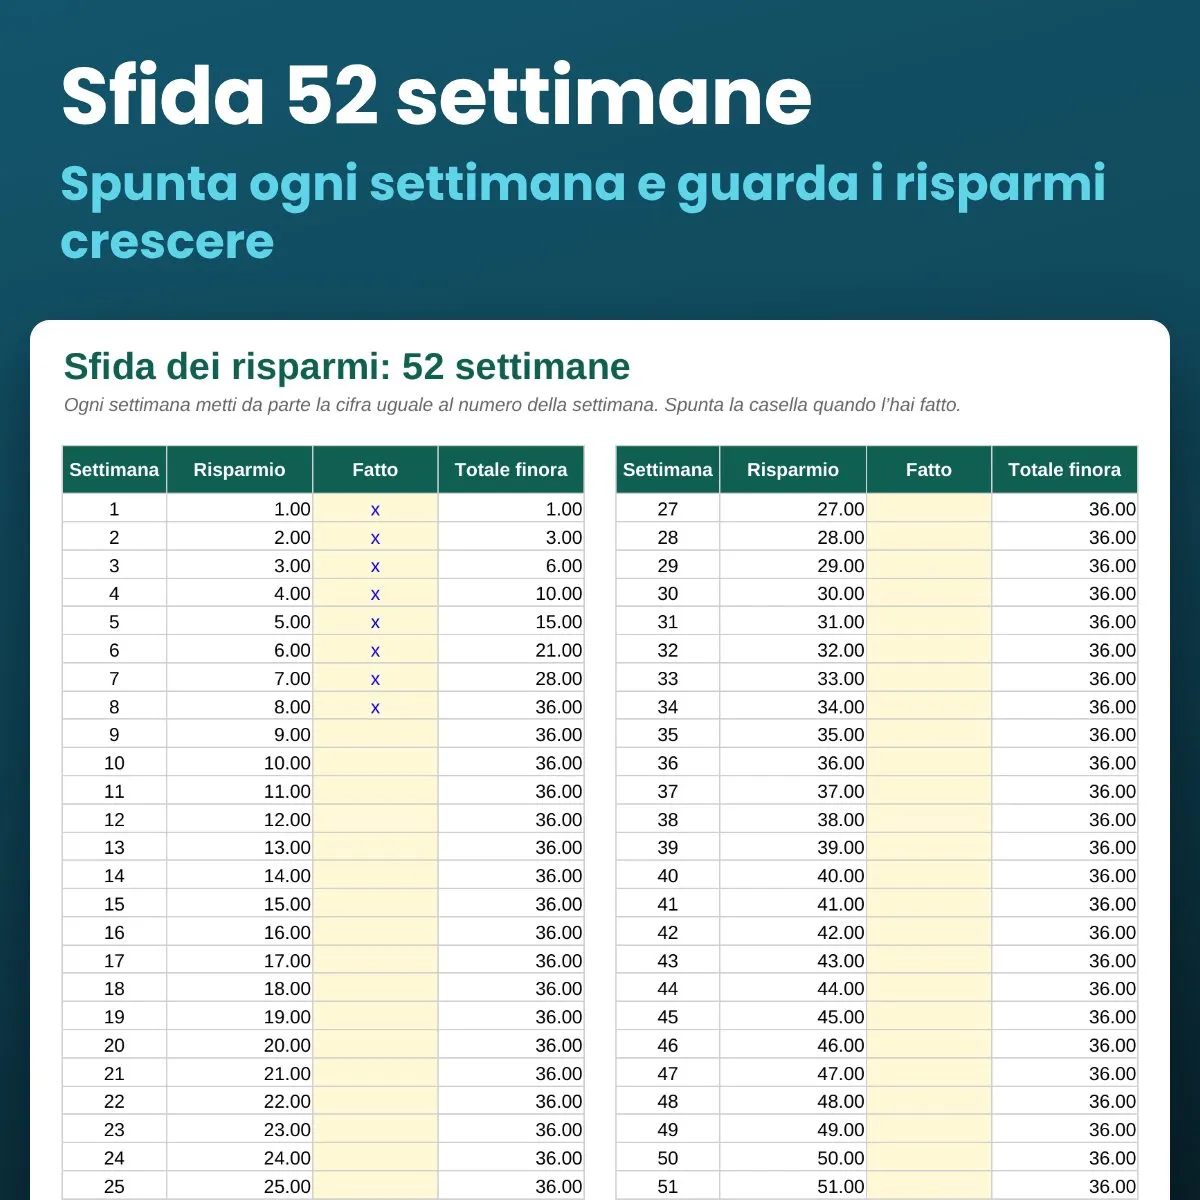 Sfida 52 settimane
Spunta ogni settimana e guarda i risparmi
crescere
Sfida dei risparmi: 52 settimane
Ogni settimana metti da parte la cifra uguale al numero della settimana. Spunta la casella quando l’hai fatto.
Settimana Risparmio Fatto Totale finora Settimana Risparmio Fatto Totale finora
1 1.00 x 1.00 27 27.00 36.00
2 2.00 x 3.00 28 28.00 36.00
3 3.00 x 6.00 29 29.00 36.00
4 4.00 x 10.00 30 30.00 36.00
5 5.00 x 15.00 31 31.00 36.00
6 6.00 x 21.00 32 32.00 36.00
7 7.00 x 28.00 33 33.00 36.00
8 8.00 x 36.00 34 34.00 36.00
9 9.00 36.00 35 35.00 36.00
10 10.00 36.00 36 36.00 36.00
11 11.00 36.00 37 37.00 36.00
12 12.00 36.00 38 38.00 36.00
13 13.00 36.00 39 39.00 36.00
14 14.00 36.00 40 40.00 36.00
15 15.00 36.00 41 41.00 36.00
16 16.00 36.00 42 42.00 36.00
17 17.00 36.00 43 43.00 36.00
18 18.00 36.00 44 44.00 36.00
19 19.00 36.00 45 45.00 36.00
20 20.00 36.00 46 46.00 36.00
21 21.00 36.00 47 47.00 36.00
22 22.00 36.00 48 48.00 36.00
23 23.00 36.00 49 49.00 36.00
24 24.00 36.00 50 50.00 36.00
25 25.00 36.00 51 51.00 36.00